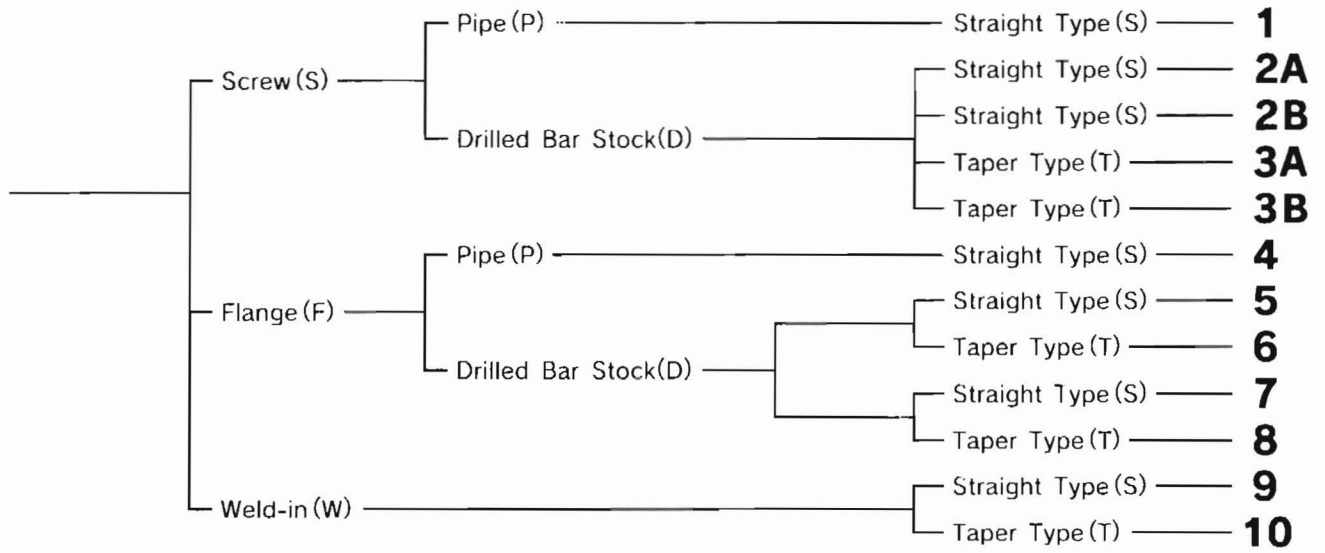 Pipe(P) Straight Type(S) 1
Screw(S) Straight Type(S) 2A
Straight Type(S) 2B
Drilled Bar Stock(D)
Taper Type(T) 3A
Taper Type(T) 3B
Pipe(P) Straight Type(S) 4
Straight Type(S) 5
Flange(F)
Taper Type(T) 6
Drilled Bar Stock(D)
Straight Type(S) 7
Taper Type(T) 8
Straight Type(S) 9
Weld-in(W)
Taper Type(T) 10